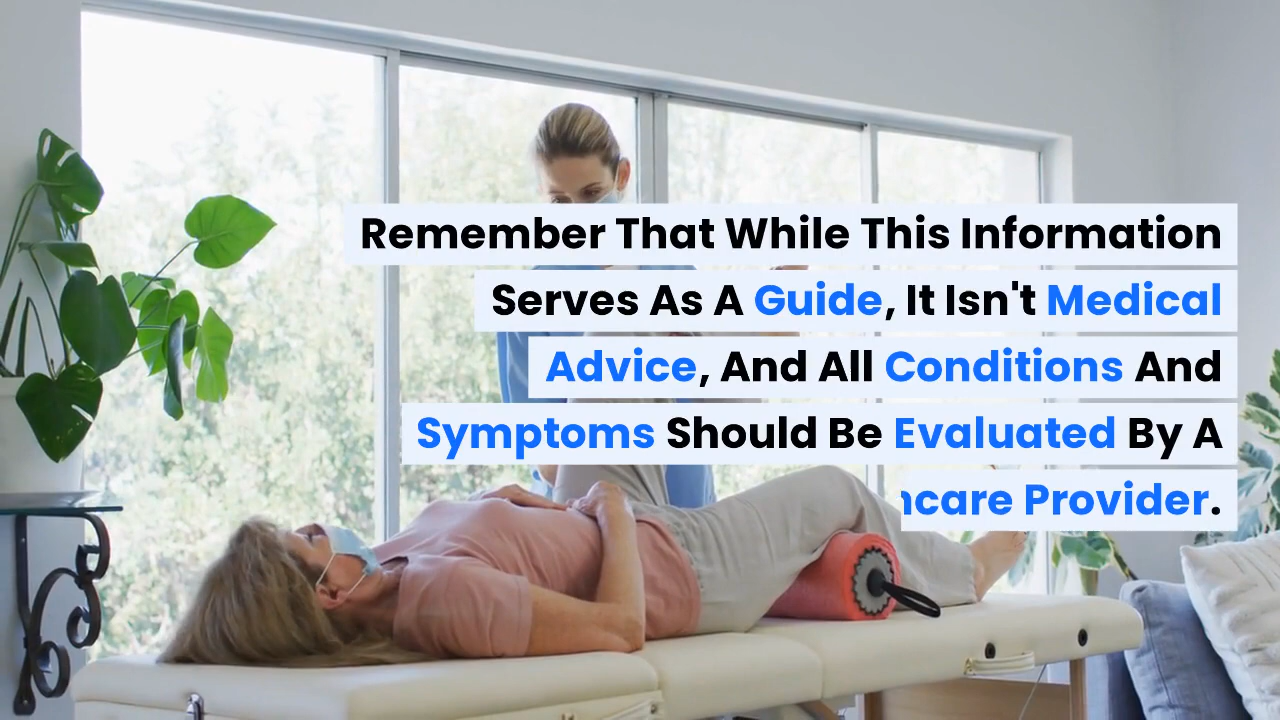 Remember That While This Information
Serves As A Guide, It Isn't Medical
Advice, And All Conditions And
Symptoms Should Be Evaluated By A
Provider.